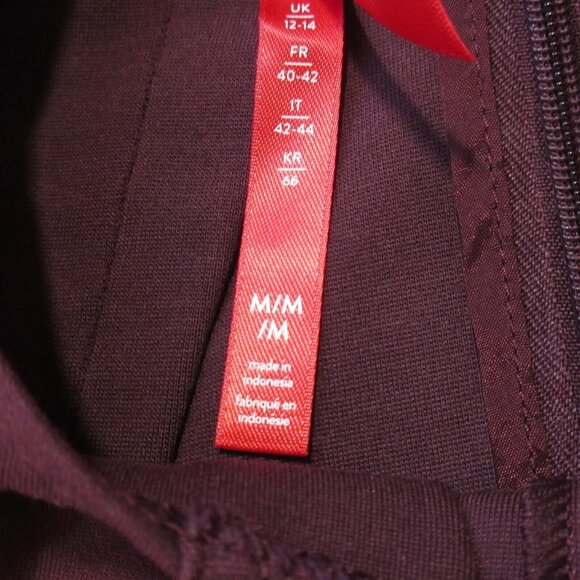 UK
12-14
FR
40-42
IT
42-44
KR
66
M/M
/M
made in
indonesia
fabriqué en
indonésie